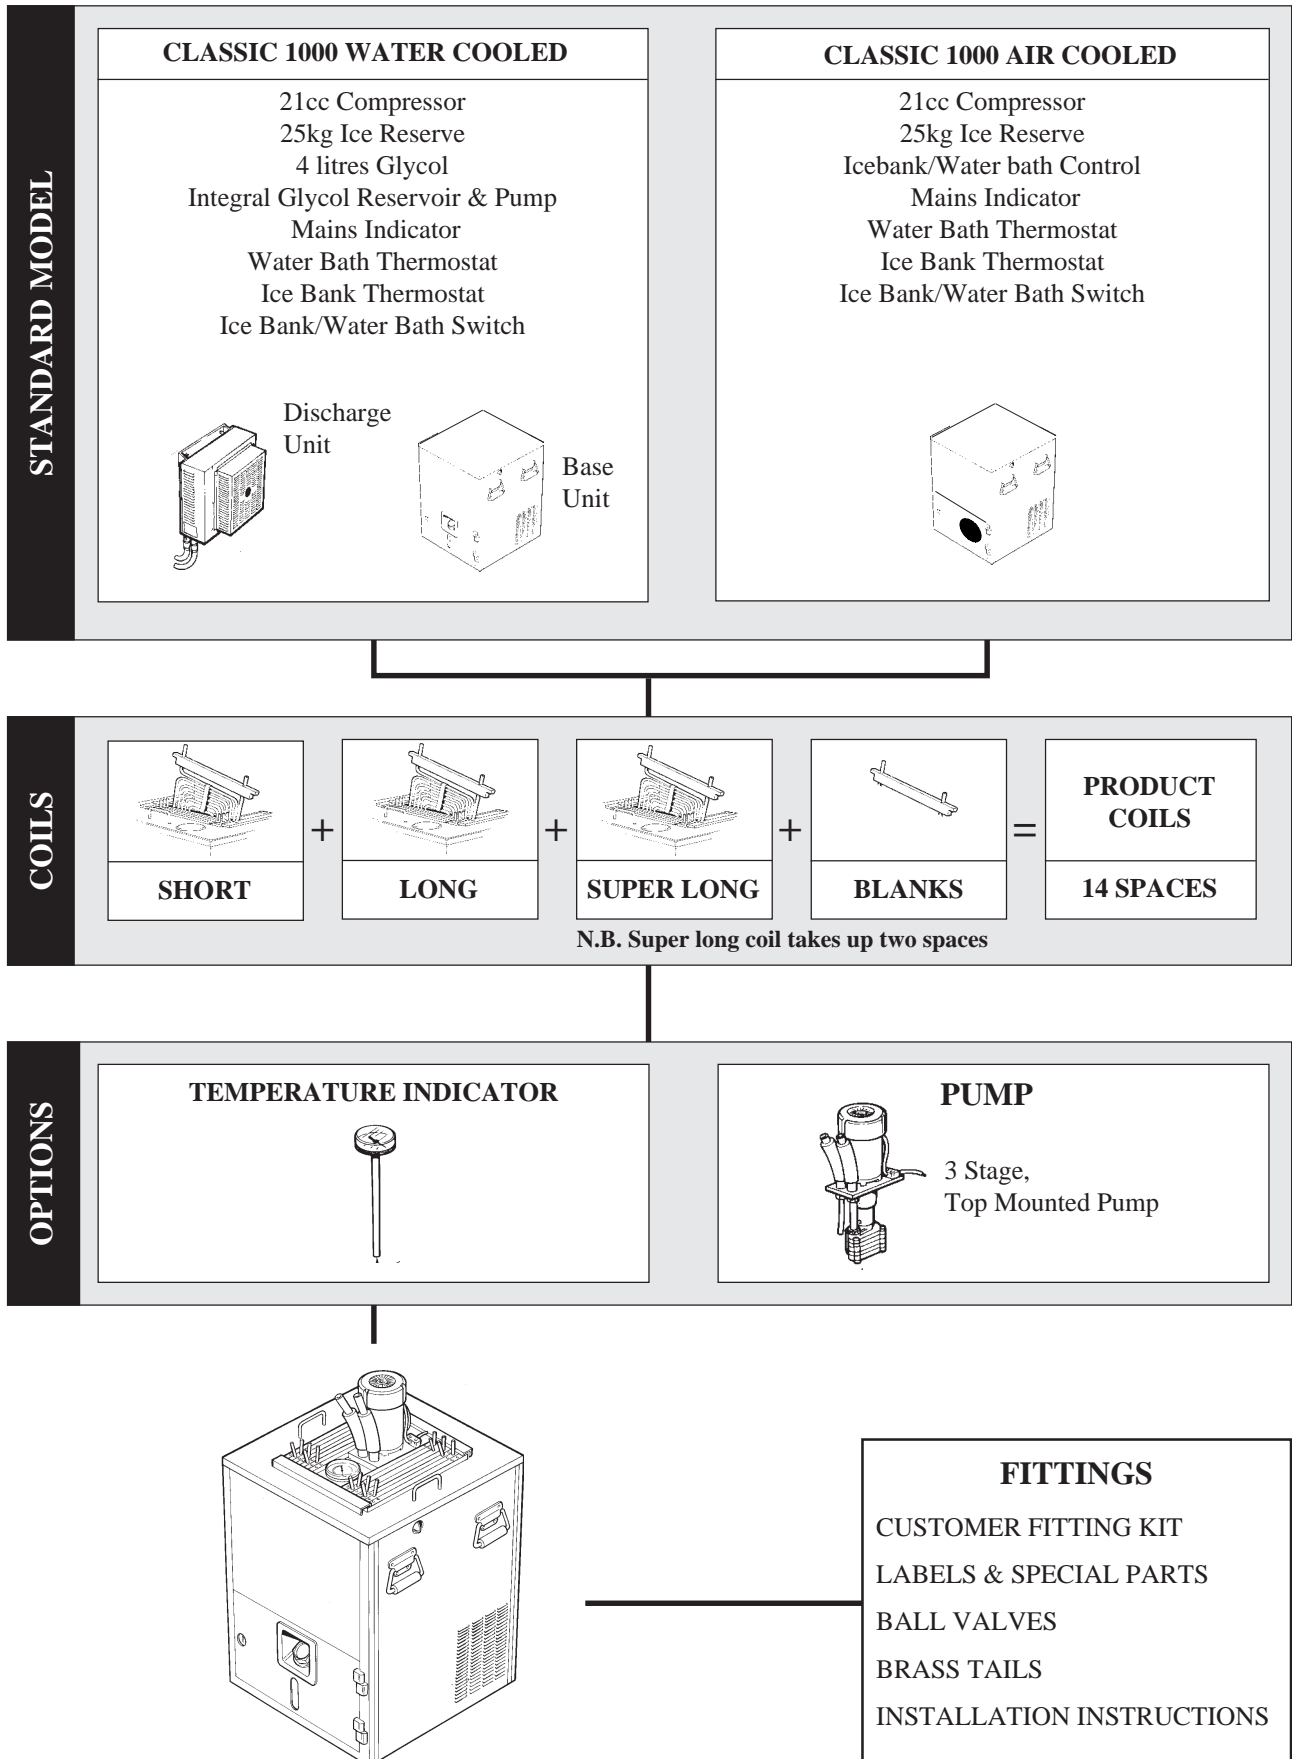 STANDARD MODEL
CLASSIC 1000 WATER COOLED
21cc Compressor
25kg Ice Reserve
4 litres Glycol
Integral Glycol Reservoir & Pump
Mains Indicator
Water Bath Thermostat
Ice Bank Thermostat
Ice Bank/Water Bath Switch
Discharge
Unit
Base
Unit
CLASSIC 1000 AIR COOLED
21cc Compressor
25kg Ice Reserve
Icebank/Water bath Control
Mains Indicator
Water Bath Thermostat
Ice Bank Thermostat
Ice Bank/Water Bath Switch
COILS
SHORT
+
LONG
+
SUPER LONG
+
BLANKS
=
PRODUCT
COILS
14 SPACES
N.B. Super long coil takes up two spaces
OPTIONS
TEMPERATURE INDICATOR
PUMP
3 Stage,
Top Mounted Pump
FITTINGS
CUSTOMER FITTING KIT
LABELS & SPECIAL PARTS
BALL VALVES
BRASS TAILS
INSTALLATION INSTRUCTIONS